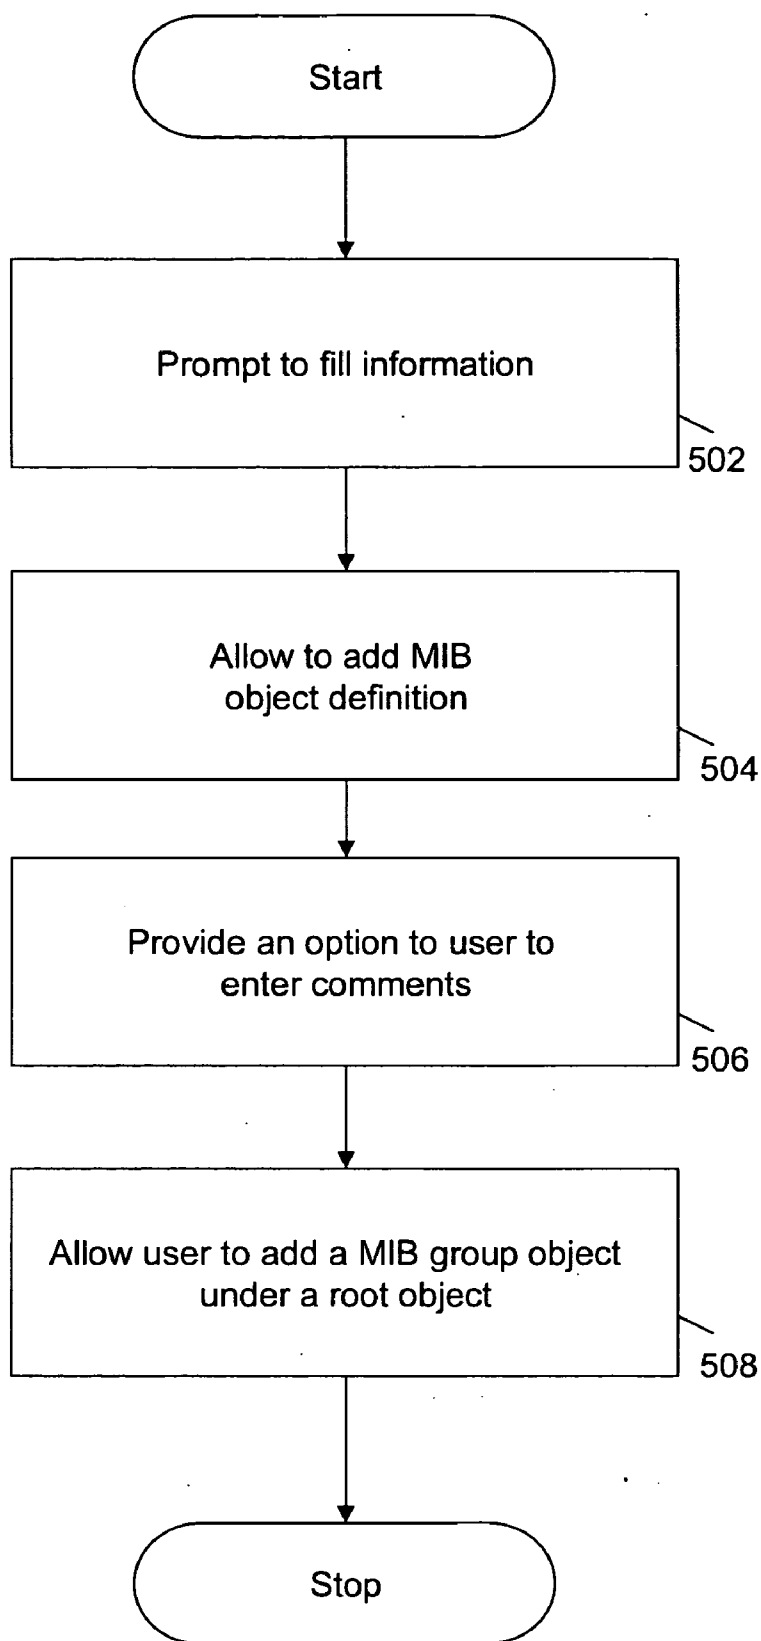 Start
Prompt to fill information
502
Allow to add MIB
object definition
504
Provide an option to user to
enter comments
506
Allow user to add a MIB group object
under a root object
508
Stop